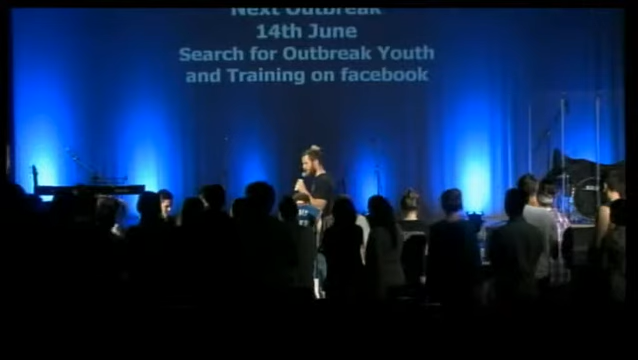 Next Outbreak
14th June
Search for Outbreak Youth
and Training on facebook